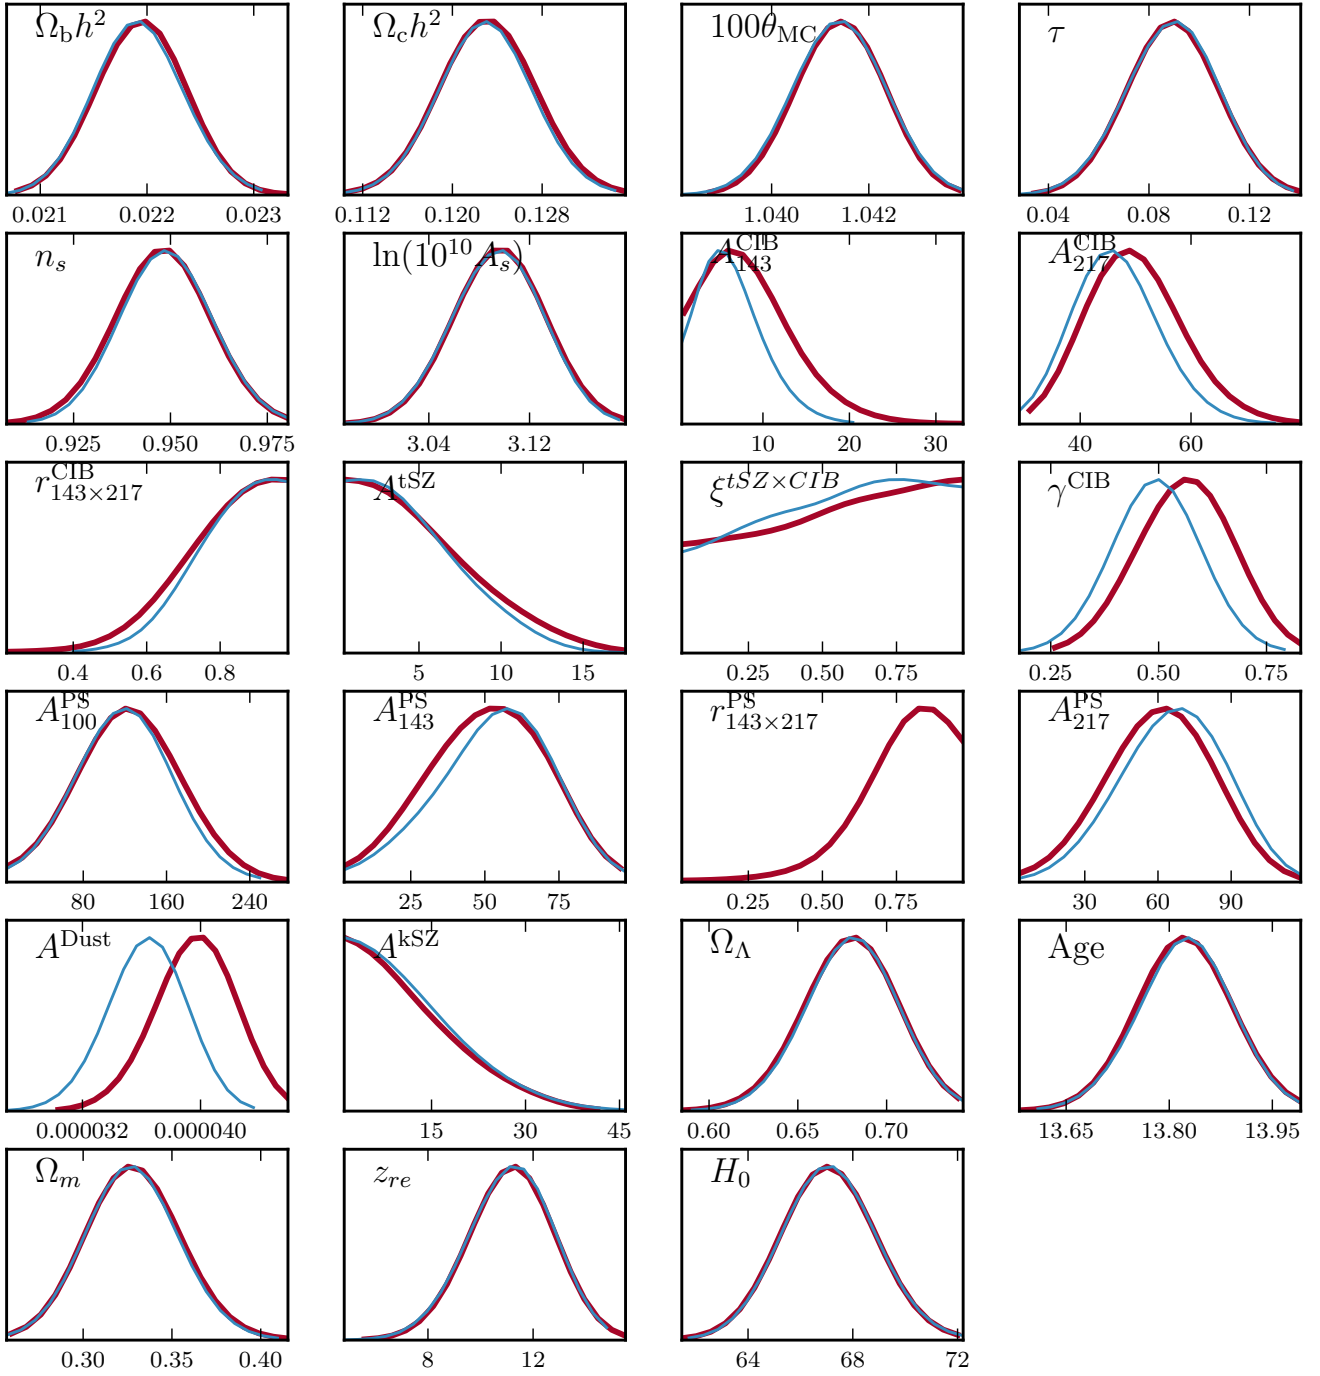 Ω_b h^2 Ω_c h^2 100θ_MC τ
0.021 0.022 0.023 0.112 0.120 0.128 1.040 1.042 0.04 0.08 0.12
n_s ln(10^10 A_s) A^CIB_143 A^CIB_217
0.925 0.950 0.975 3.04 3.12 10 20 30 40 60
r^CIB_143×217 A^tSZ ξ^tSZ×CIB γ^CIB
0.4 0.6 0.8 5 10 15 0.25 0.50 0.75 0.25 0.50 0.75
A^PS_100 A^PS_143 r^PS_143×217 A^PS_217
80 160 240 25 50 75 0.25 0.50 0.75 30 60 90
A^Dust A^kSZ Ω_Λ Age
0.000032 0.000040 15 30 45 0.60 0.65 0.70 13.65 13.80 13.95
Ω_m z_re H_0
0.30 0.35 0.40 8 12 64 68 72